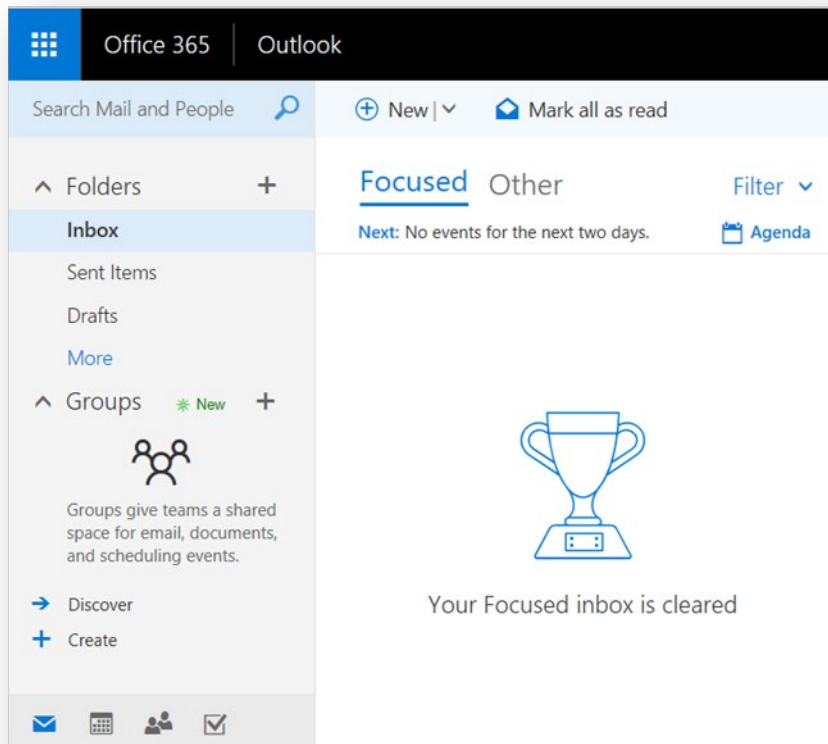 Office 365 | Outlook
Search Mail and People
New | Mark all as read
Folders +
Focused Other Filter
Inbox
Next: No events for the next two days. Agenda
Sent Items
Drafts
More
Groups New +
Groups give teams a shared
space for email, documents,
and scheduling events.
Discover
Your Focused inbox is cleared
+ Create